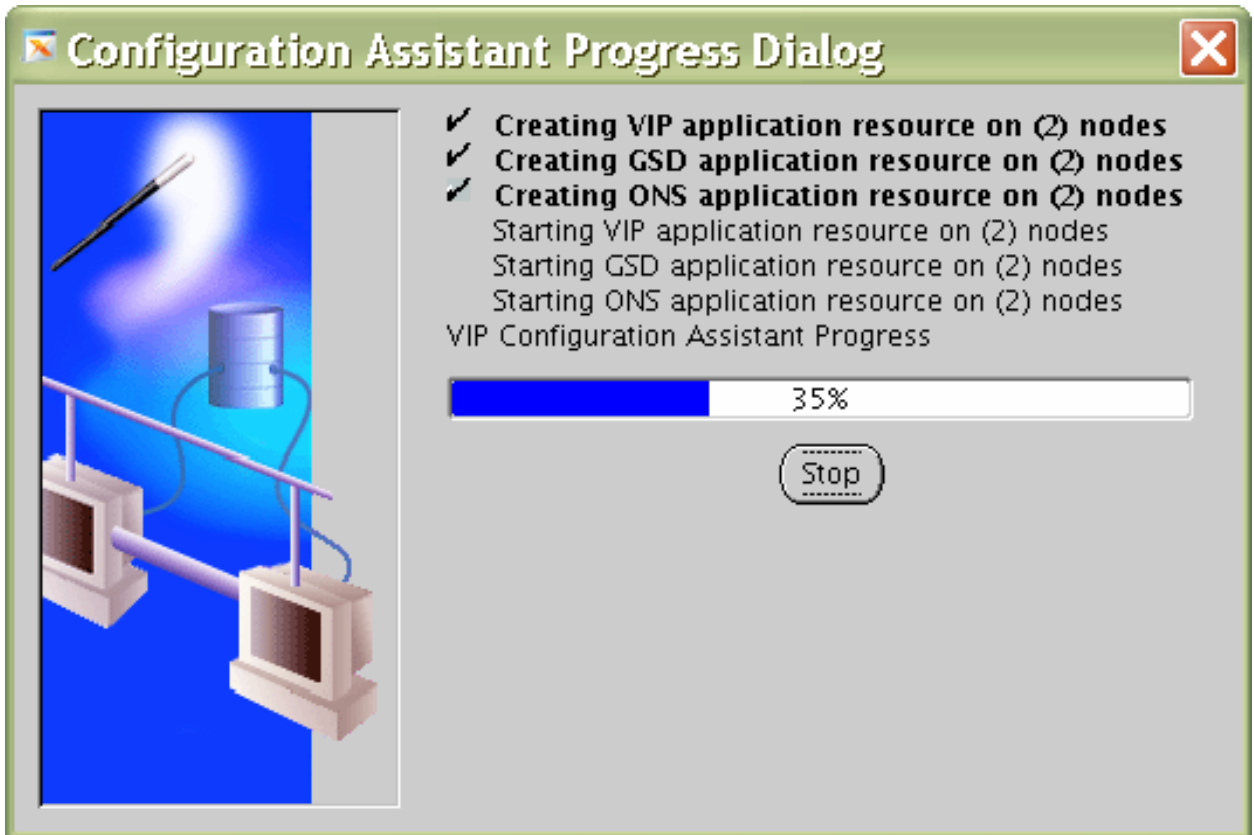 Configuration Assistant Progress Dialog
Creating VIP application resource on (2) nodes
Creating GSD application resource on (2) nodes
Creating ONS application resource on (2) nodes
Starting VIP application resource on (2) nodes
Starting GSD application resource on (2) nodes
Starting ONS application resource on (2) nodes
VIP Configuration Assistant Progress
35%
Stop